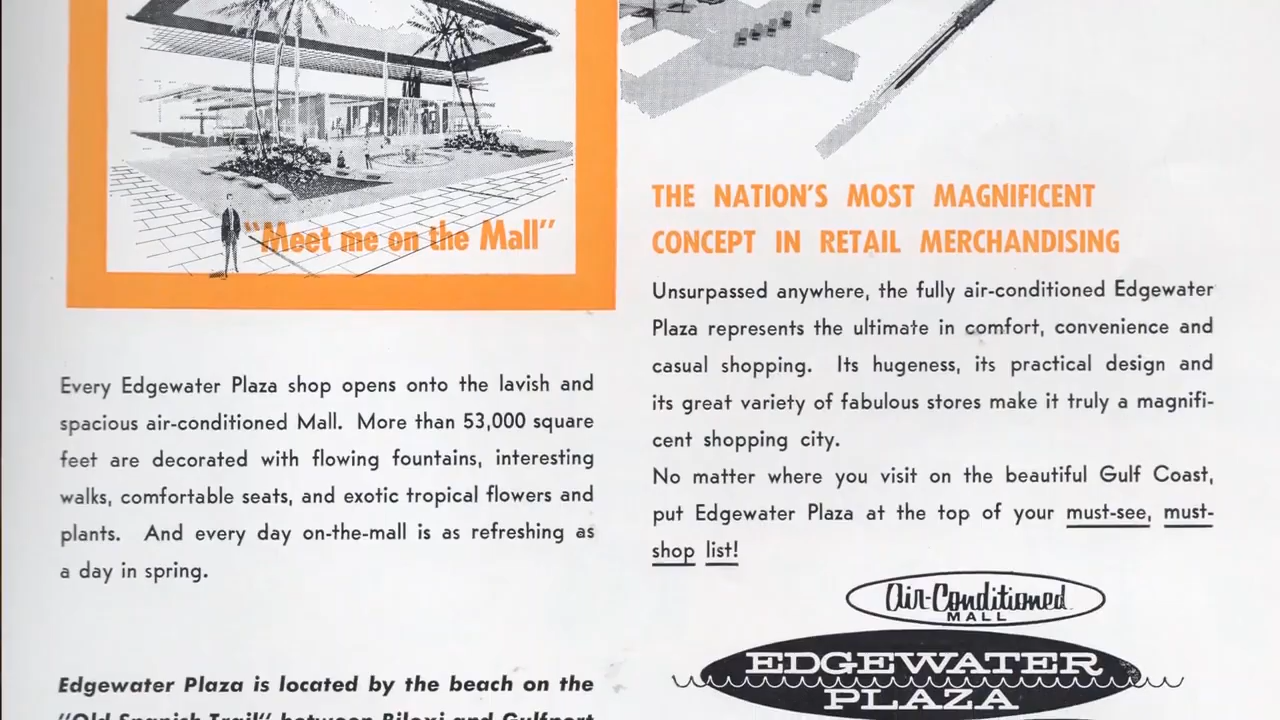 "Meet me on the Mall"
Every Edgewater Plaza shop opens onto the lavish and
spacious air-conditioned Mall. More than 53,000 square
feet are decorated with flowing fountains, interesting
walks, comfortable seats, and exotic tropical flowers and
plants. And every day on-the-mall is as refreshing as
a day in spring.
Edgewater Plaza is located by the beach on the
"Old Spanish Trail" between Biloxi and Gulfport
THE NATION'S MOST MAGNIFICENT
CONCEPT IN RETAIL MERCHANDISING
Unsurpassed anywhere, the fully air-conditioned Edgewater
Plaza represents the ultimate in comfort, convenience and
casual shopping. Its hugeness, its practical design and
its great variety of fabulous stores make it truly a magnifi-
cent shopping city.
No matter where you visit on the beautiful Gulf Coast,
put Edgewater Plaza at the top of your must-see, must-
shop list!
Air-Conditioned
MALL
EDGEWATER
PLAZA